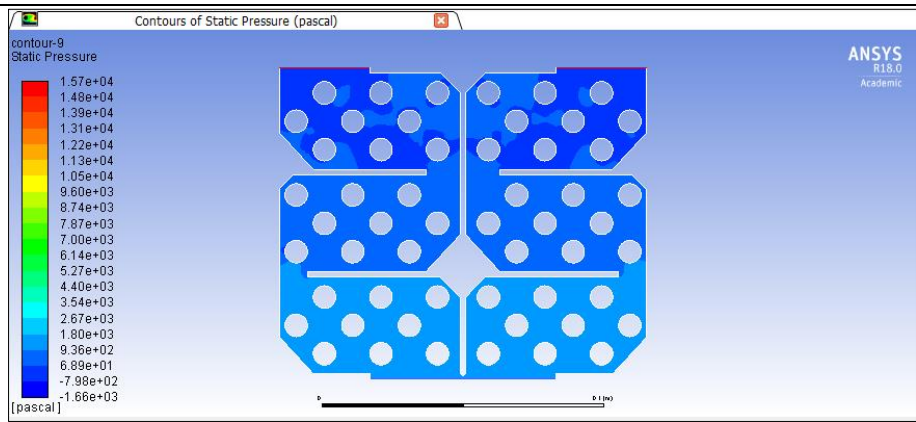 Contours of Static Pressure (pascal)
contour-9
Static Pressure
1.57e+04
1.48e+04
1.39e+04
1.31e+04
1.22e+04
1.13e+04
1.05e+04
9.60e+03
8.74e+03
7.87e+03
7.00e+03
6.14e+03
5.27e+03
4.40e+03
3.54e+03
2.67e+03
1.80e+03
9.36e+02
6.89e+01
-7.98e+02
-1.66e+03
[pascal]
ANSYS
R18.0
Academic